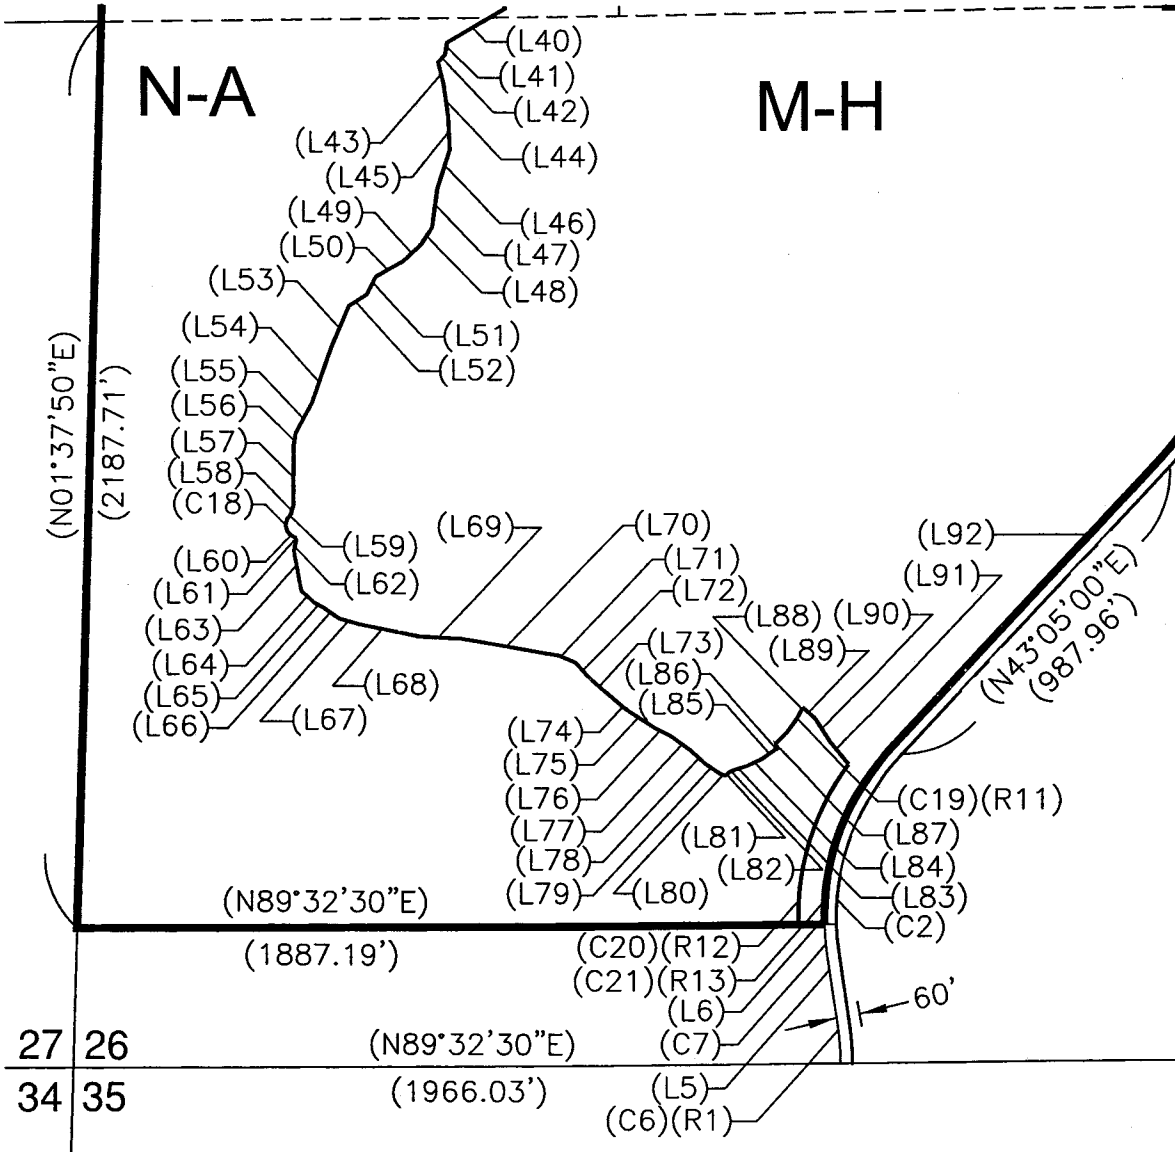 (L40)
N-A
(L41)
M-H
(L42)
(L43)
(L44)
(L45)
(L49)
(L46)
(L50)
(L47)
(L53)
(L48)
(L54)
(L51)
(L55)
(L52)
(N01°37'50"E)
(2187.71')
(L56)
(L57)
(L58)
(C18)
(L69)
(L70)
(L92)
(L59)
(L60)
(L71)
(L91)
(L62)
(L61)
(L72)
(L88)
(L90)
(L63)
(L73)
(L89)
(N43°05'00"E)
(987.96')
(L64)
(L86)
(L68)
(L65)
(L85)
(L66)
(L67)
(L74)
(L75)
(L76)
(C19)(R11)
(L77)
(L81)
(L87)
(L78)
(L82)
(L84)
(L79)
(L80)
(L83)
(N89°32'30"E)
(C2)
(1887.19')
(C20)(R12)
(C21)(R13)
60'
(L6)
27 26
(N89°32'30"E)
(C7)
34 35
(1966.03')
(L5)
(C6)(R1)